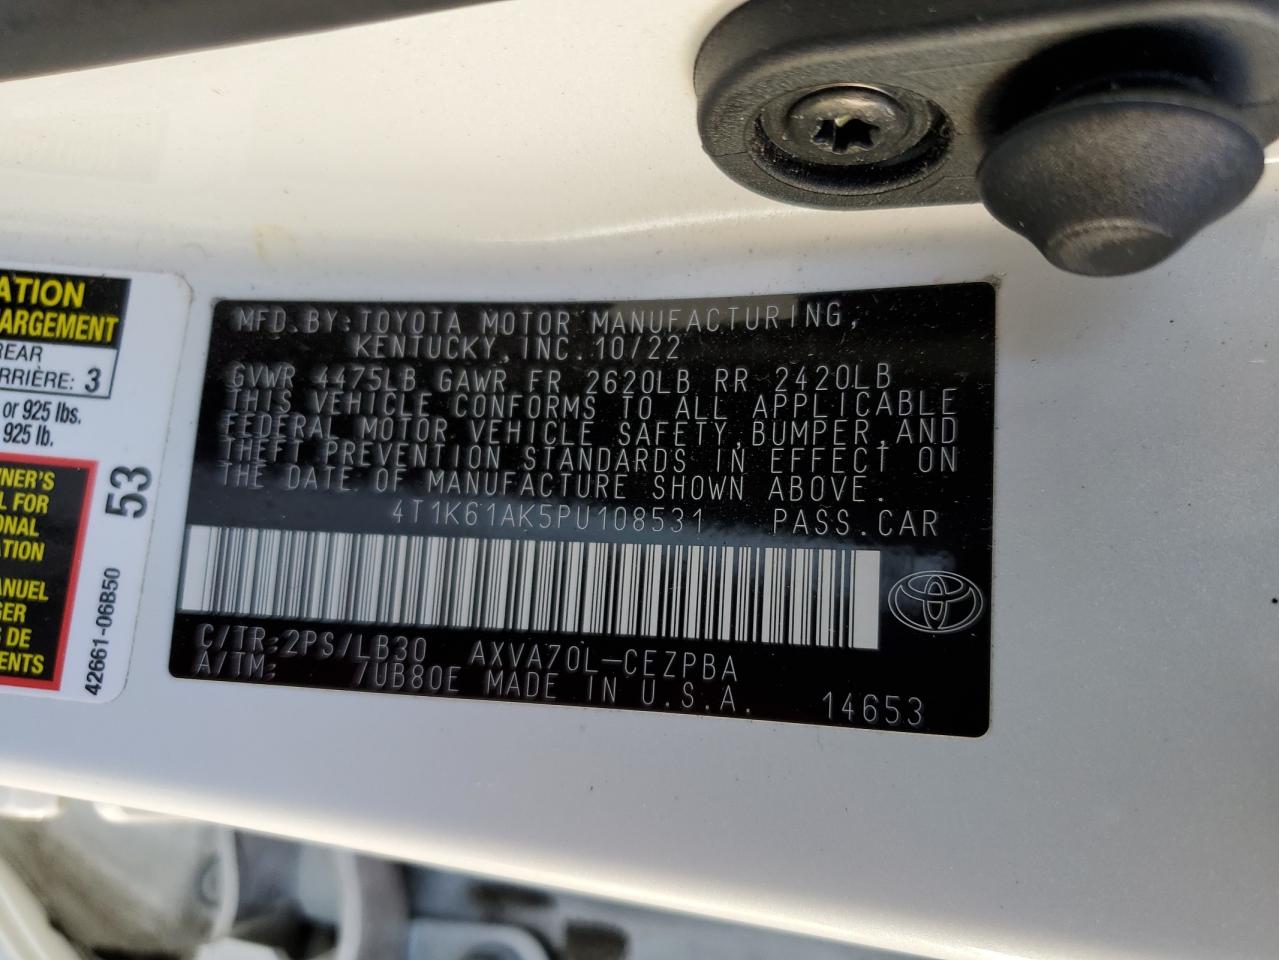 ATION
ARGEMENT
REAR
ARRIÈRE: 3
or 925 lbs.
925 lb.
WNER'S
L FOR
ONAL
ATION
ANUEL
GER
S DE
MENTS
53
42661-06B50
MFD.BY:TOYOTA MOTOR MANUFACTURING,
KENTUCKY,INC.10/22
GVWR 4475LB GAWR FR 2620LB RR 2420LB
THIS VEHICLE CONFORMS TO ALL APPLICABLE
FEDERAL MOTOR VEHICLE SAFETY,BUMPER,AND
THEFT PREVENTION STANDARDS IN EFFECT ON
THE DATE OF MANUFACTURE SHOWN ABOVE.
4T1K61AK5PU108531 PASS.CAR
C/TR:2PS/LB30 AXVA70L-CEZPBA
A/TM: 7UB80E MADE IN U.S.A. 14653